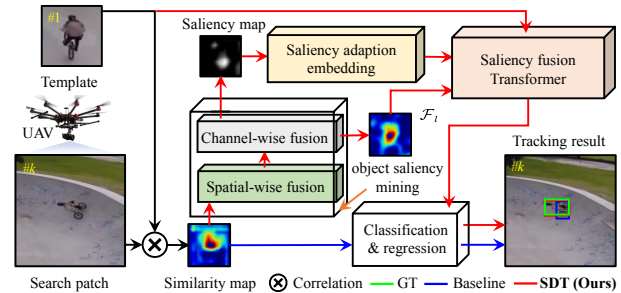 #1
Template
UAV
#k
Search patch
Saliency map
Saliency adaption
embedding
Saliency fusion
Transformer
Channel-wise fusion
Spatial-wise fusion
ℱl
object saliency
mining
Similarity map
Classification
& regression
Tracking result
#k
Correlation
GT
Baseline
SDT (Ours)